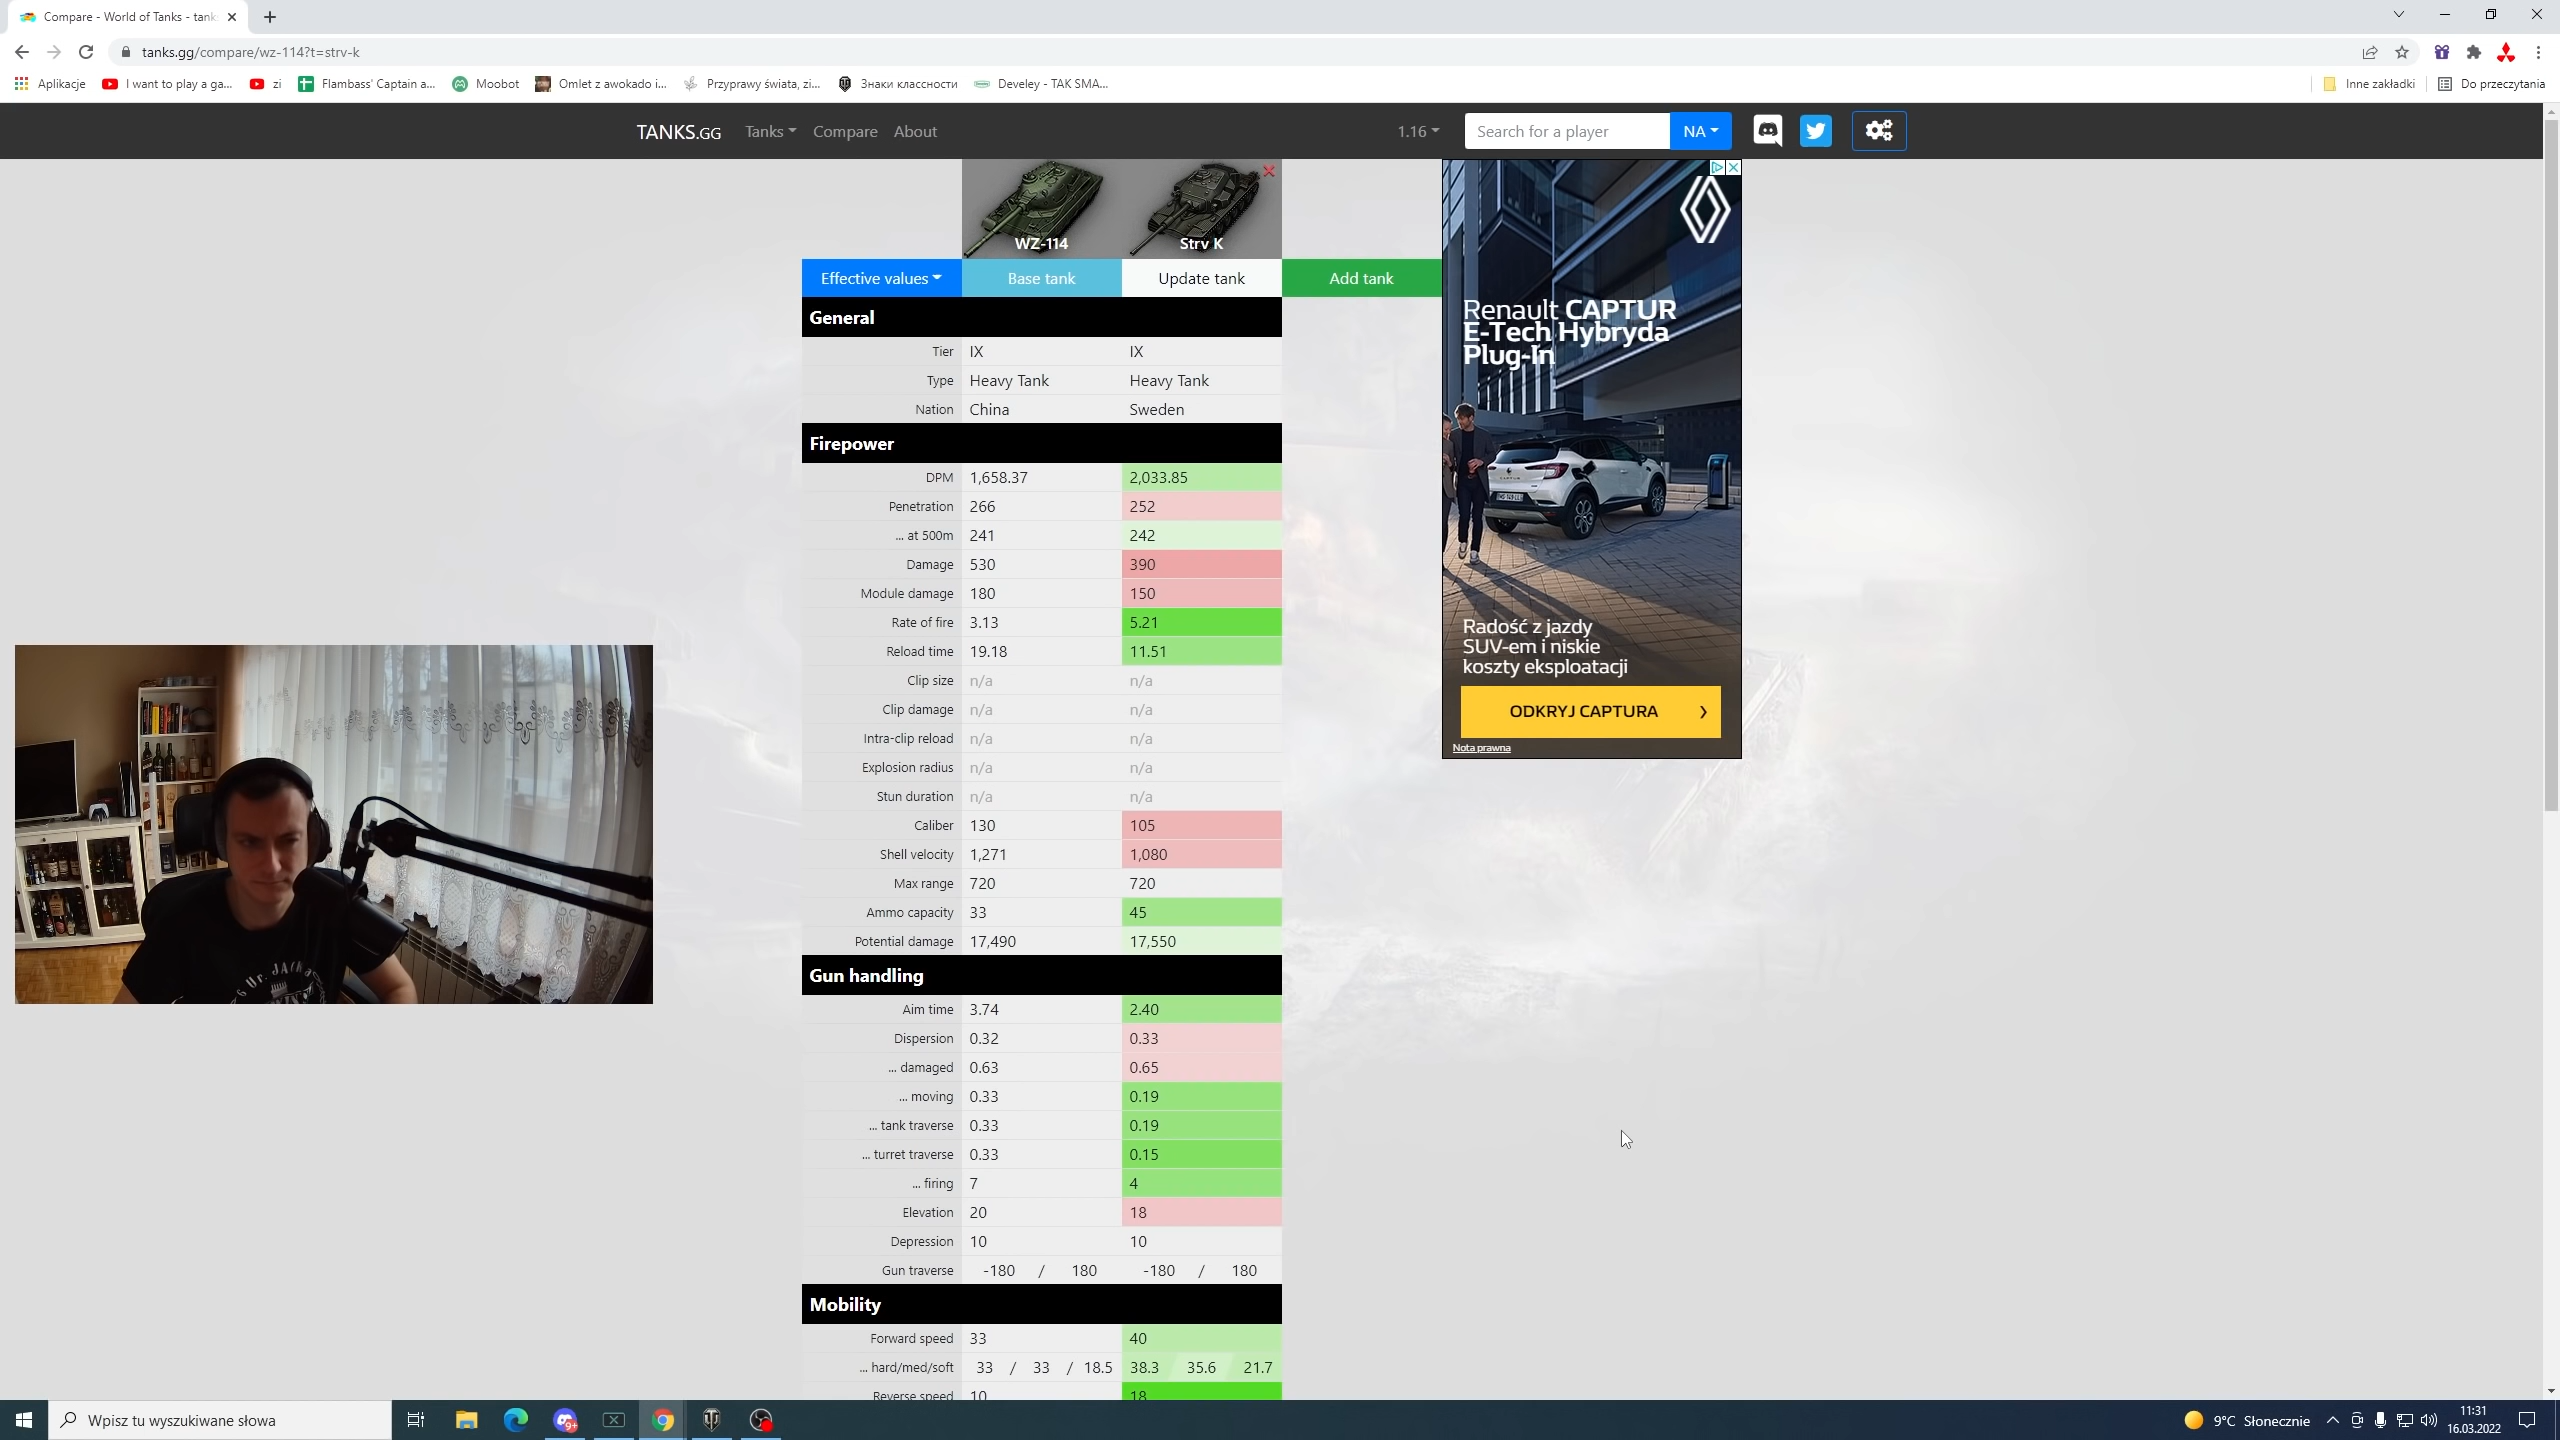 Compare - World of Tanks - tank
tanks.gg/compare/wz-114?t=strv-k
Aplikacje I want to play a ga... zi Flambass' Captain a... Moobot Omlet z awokado i... Przyprawy świata, zi... Знаки классности Develey - TAK SMA... Inne zakładki Do przeczytania
TANKS.GG Tanks Compare About 1.16 Search for a player NA
WZ-114 Strv K
Effective values Base tank Update tank Add tank
General
Tier IX IX
Type Heavy Tank Heavy Tank
Nation China Sweden
Firepower
DPM 1,658.37 2,033.85
Penetration 266 252
... at 500m 241 242
Damage 530 390
Module damage 180 150
Rate of fire 3.13 5.21
Reload time 19.18 11.51
Clip size n/a n/a
Clip damage n/a n/a
Intra-clip reload n/a n/a
Explosion radius n/a n/a
Stun duration n/a n/a
Caliber 130 105
Shell velocity 1,271 1,080
Max range 720 720
Ammo capacity 33 45
Potential damage 17,490 17,550
Gun handling
Aim time 3.74 2.40
Dispersion 0.32 0.33
... damaged 0.63 0.65
... moving 0.33 0.19
... tank traverse 0.33 0.19
... turret traverse 0.33 0.15
... firing 7 4
Elevation 20 18
Depression 10 10
Gun traverse -180 / 180 -180 / 180
Mobility
Forward speed 33 40
... hard/med/soft 33 / 33 / 18.5 38.3 35.6 21.7
Reverse speed 10 18
Renault CAPTUR
E-Tech Hybryda
Plug-In
Radość z jazdy
SUV-em i niskie
koszty eksploatacji
ODKRYJ CAPTURA
Nota prawna
Wpisz tu wyszukiwane słowa
9+
9°C Słonecznie
11:31
16.03.2022